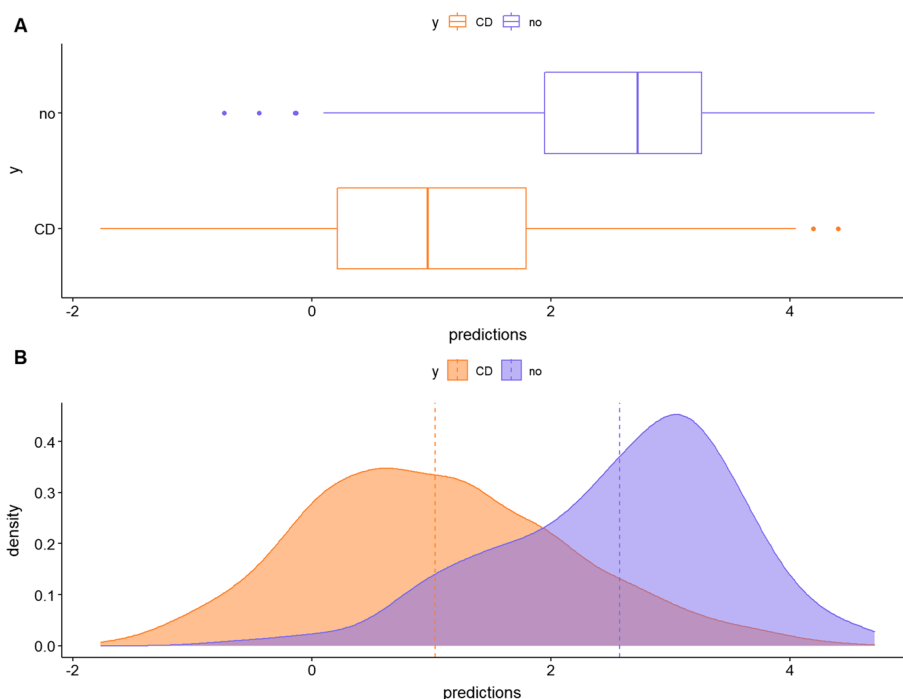 A
y CD no
no
y
CD
-2 0 2 4
predictions
B
y CD no
0.4
0.3
density
0.2
0.1
0.0
-2 0 2 4
predictions